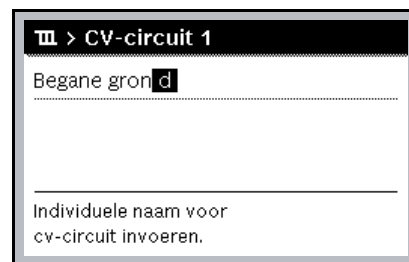 > CV-circuit 1
Begane grond
Individuele naam voor
cv-circuit invoeren.